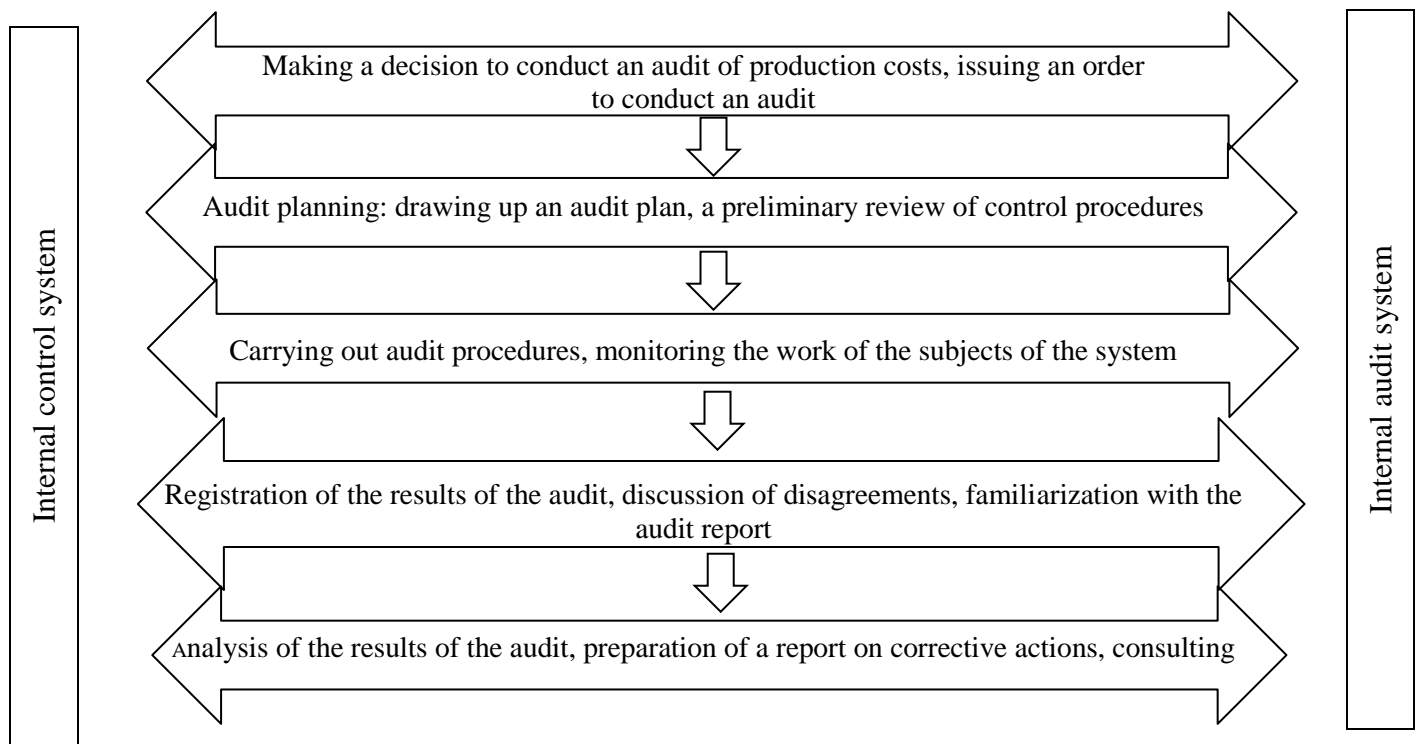 Internal control system
Making a decision to conduct an audit of production costs, issuing an order
to conduct an audit
Audit planning: drawing up an audit plan, a preliminary review of control procedures
Carrying out audit procedures, monitoring the work of the subjects of the system
Registration of the results of the audit, discussion of disagreements, familiarization with the
audit report
Analysis of the results of the audit, preparation of a report on corrective actions, consulting
Internal audit system